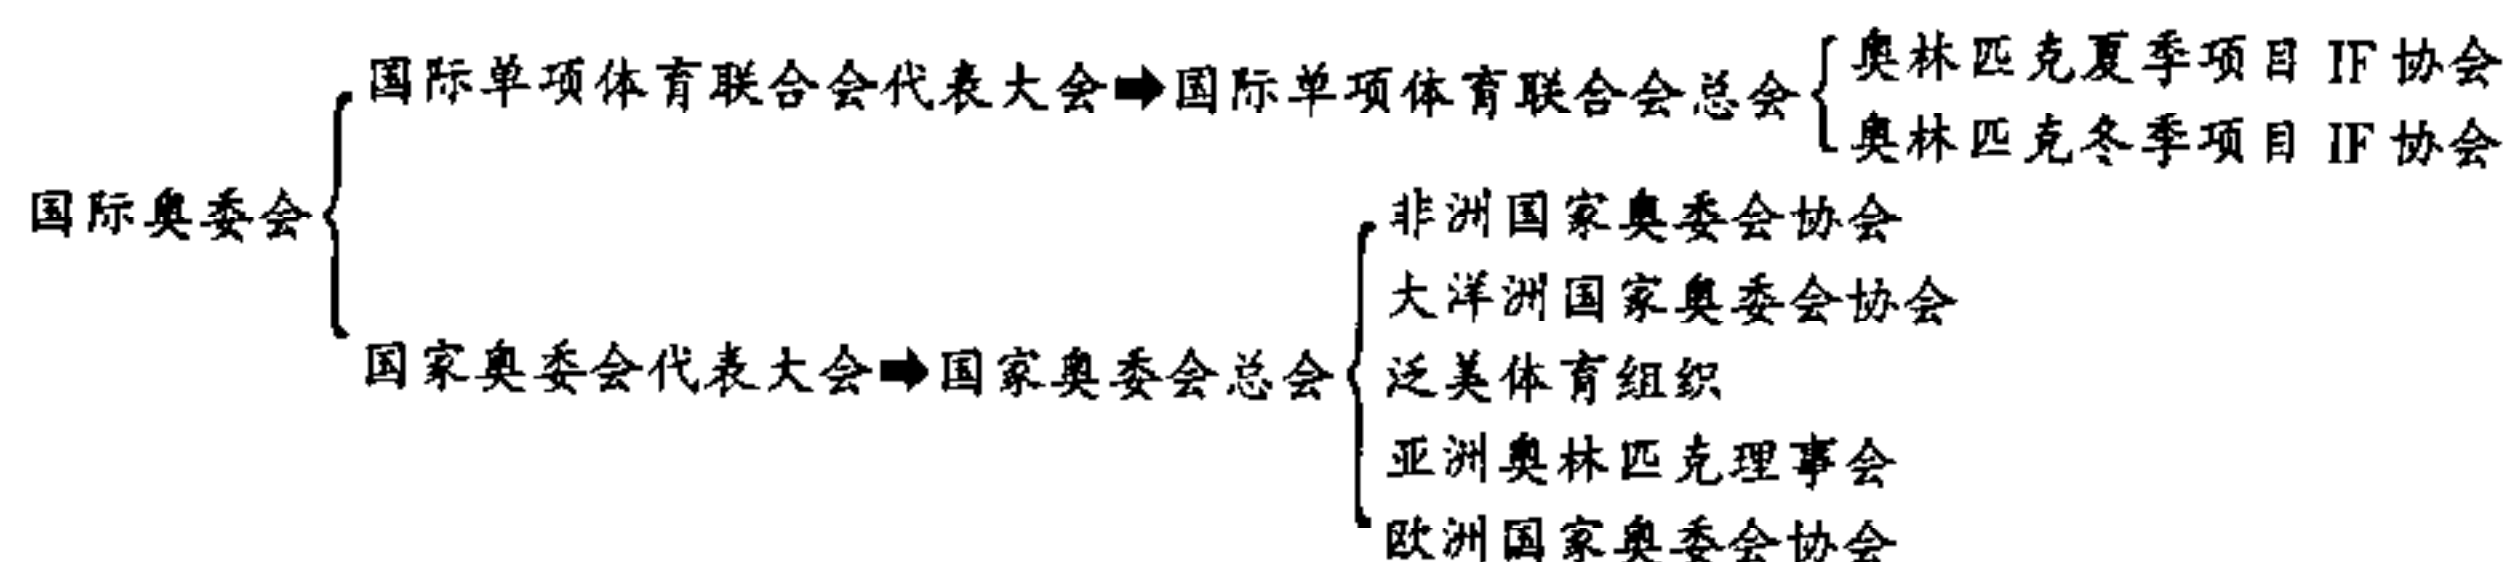 国际奥委会
国际单项体育联合会代表大会➡国际单项体育联合会总会
奥林匹克夏季项目 IF 协会
奥林匹克冬季项目 IF 协会
国家奥委会代表大会➡国家奥委会总会
非洲国家奥委会协会
大洋洲国家奥委会协会
泛美体育组织
亚洲奥林匹克理事会
欧洲国家奥委会协会